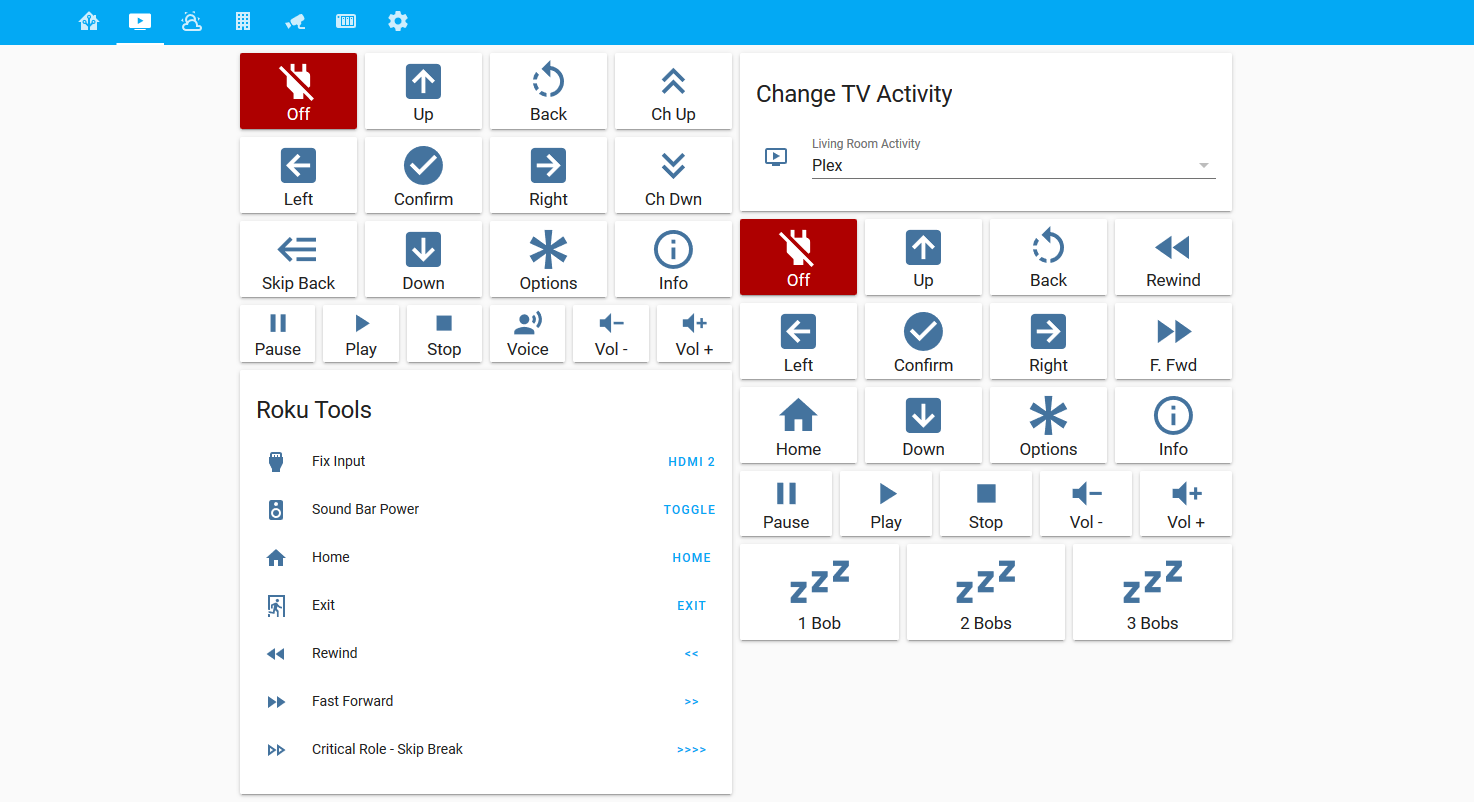 Off
Up
Back
Ch Up
Left
Confirm
Right
Ch Dwn
Skip Back
Down
Options
Info
Pause
Play
Stop
Voice
Vol -
Vol +
Roku Tools
Fix Input HDMI 2
Sound Bar Power TOGGLE
Home HOME
Exit EXIT
Rewind <<
Fast Forward >>
Critical Role - Skip Break >>>>
Change TV Activity
Living Room Activity
Plex
Off
Up
Back
Rewind
Left
Confirm
Right
F. Fwd
Home
Down
Options
Info
Pause
Play
Stop
Vol -
Vol +
1 Bob
2 Bobs
3 Bobs